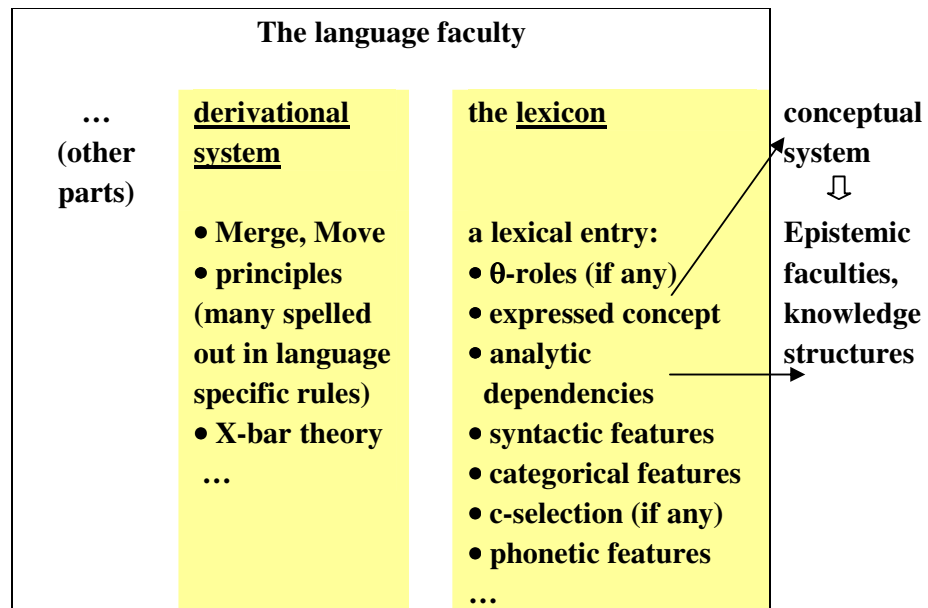 The language faculty
…
(other
parts)
derivational
system
• Merge, Move
• principles
(many spelled
out in language
specific rules)
• X-bar theory
…
the lexicon
a lexical entry:
• θ-roles (if any)
• expressed concept
• analytic
dependencies
• syntactic features
• categorical features
• c-selection (if any)
• phonetic features
…
conceptual
system
⇩
Epistemic
faculties,
knowledge
structures